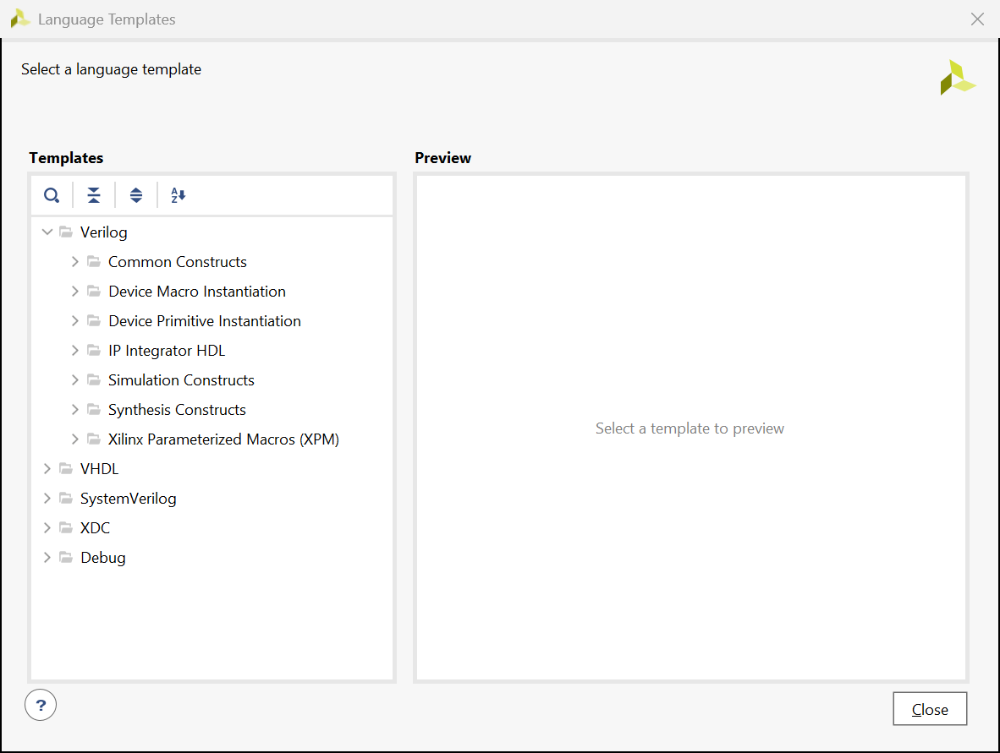 Language Templates
Select a language template
Templates
Preview
A
Z
Verilog
Common Constructs
Device Macro Instantiation
Device Primitive Instantiation
IP Integrator HDL
Simulation Constructs
Synthesis Constructs
Xilinx Parameterized Macros (XPM)
VHDL
SystemVerilog
XDC
Debug
Select a template to preview
?
Close